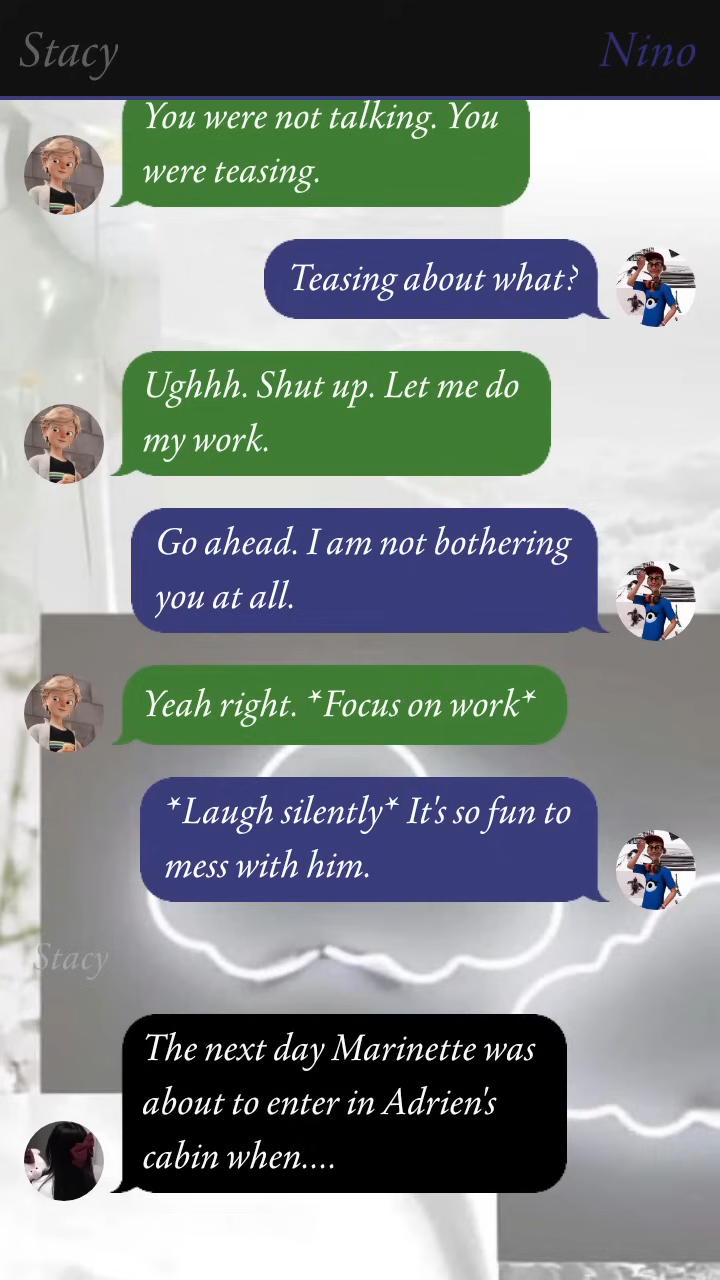 Stacy
Nino
You were not talking. You
were teasing.
Teasing about what?
Ughhh. Shut up. Let me do
my work.
Go ahead. I am not bothering
you at all.
Yeah right. *Focus on work*
*Laugh silently* It's so fun to
mess with him.
Stacy
The next day Marinette was
about to enter in Adrien's
cabin when....